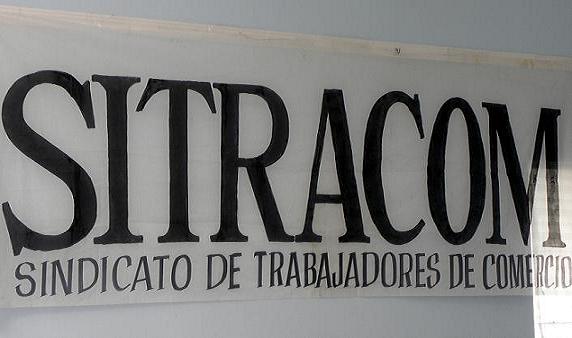 SITRACOM
SINDICATO DE TRABAJADORES DE COMERCIO